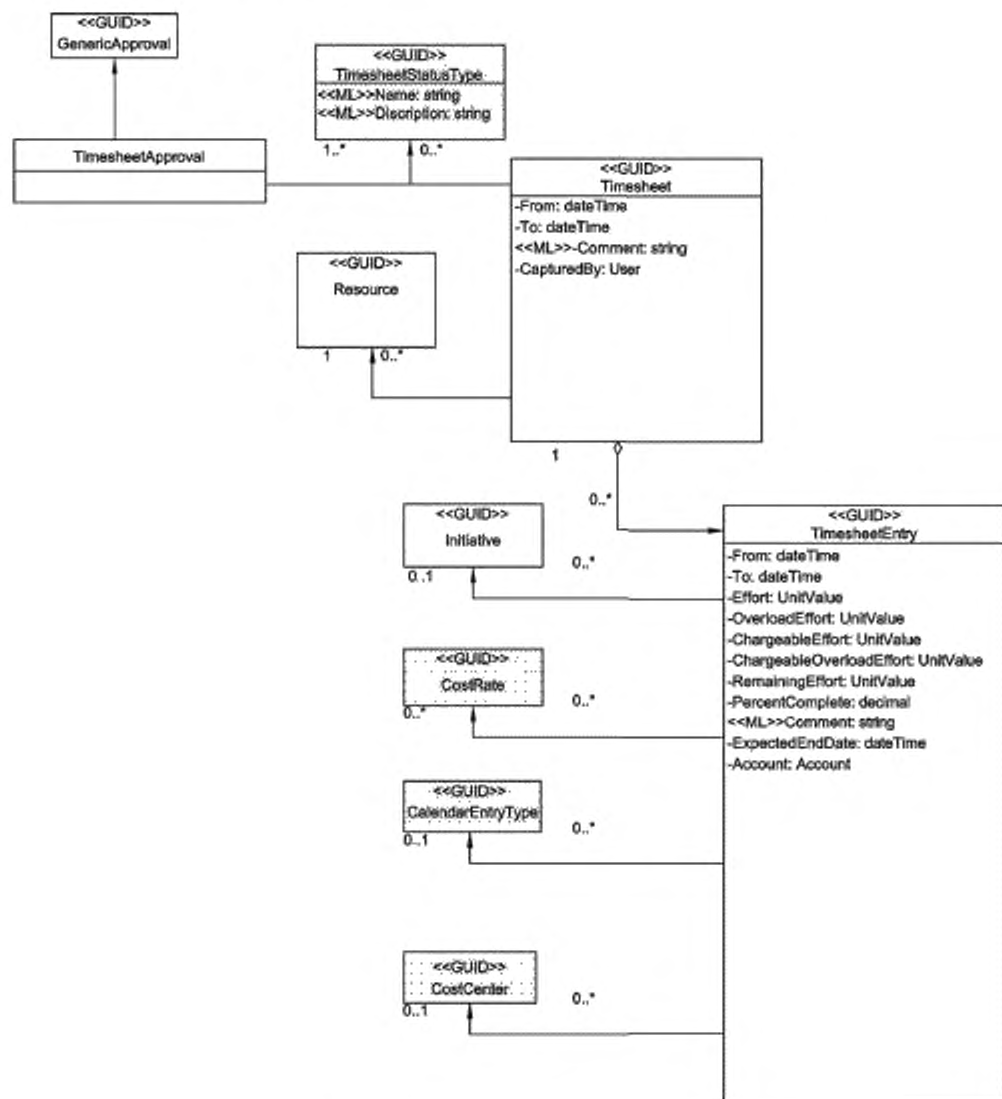 <<GUID>>
GenericApproval
<<GUID>>
TimesheetStatusType
<<ML>>Name: string
<<ML>>Discription: string
1..*
0..*
TimesheetApproval
<<GUID>>
Timesheet
-From: dateTime
-To: dateTime
<<ML>>-Comment: string
-CapturedBy: User
<<GUID>>
Resource
1
0..*
1
0..*
<<GUID>>
Initiative
0..1
0..*
<<GUID>>
TimesheetEntry
-From: dateTime
-To: dateTime
-Effort: UnitValue
-OverloadEffort: UnitValue
-ChargeableEffort: UnitValue
-ChargeableOverloadEffort: UnitValue
-RemainingEffort: UnitValue
-PercentComplete: decimal
<<ML>>Comment: string
-ExpectedEndDate: dateTime
-Account: Account
<<GUID>>
CostRate
0..*
0..*
<<GUID>>
CalendarEntryType
0..1
0..*
<<GUID>>
CostCenter
0..1
0..*